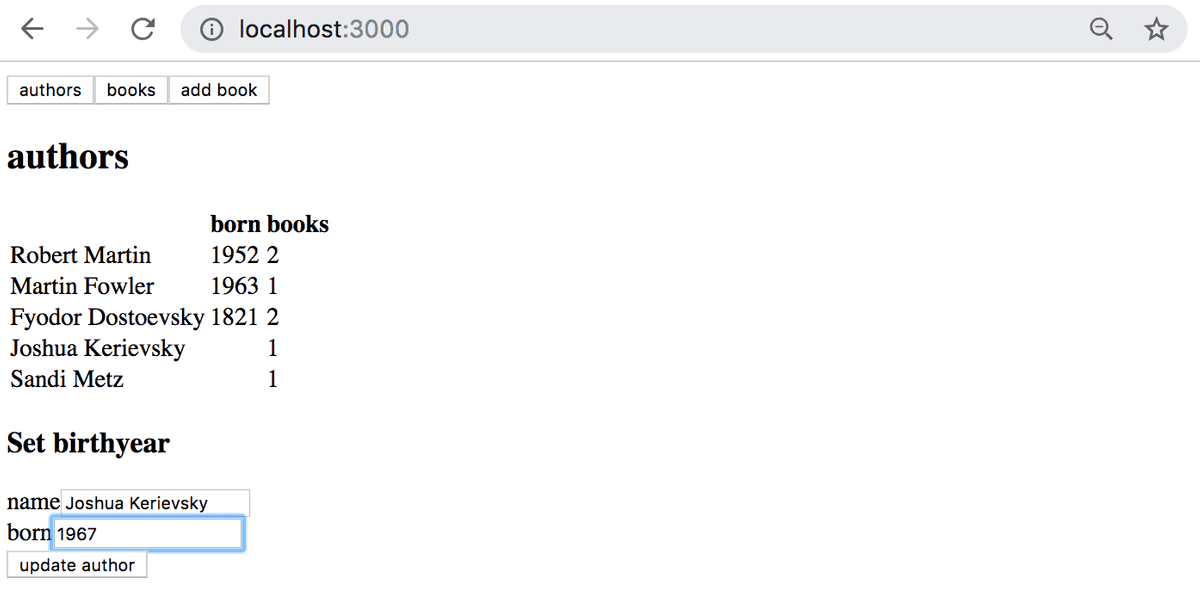 localhost:3000
authors books add book
authors
born books
Robert Martin 1952 2
Martin Fowler 1963 1
Fyodor Dostoevsky 1821 2
Joshua Kerievsky 1
Sandi Metz 1
Set birthyear
name Joshua Kerievsky
born 1967
update author